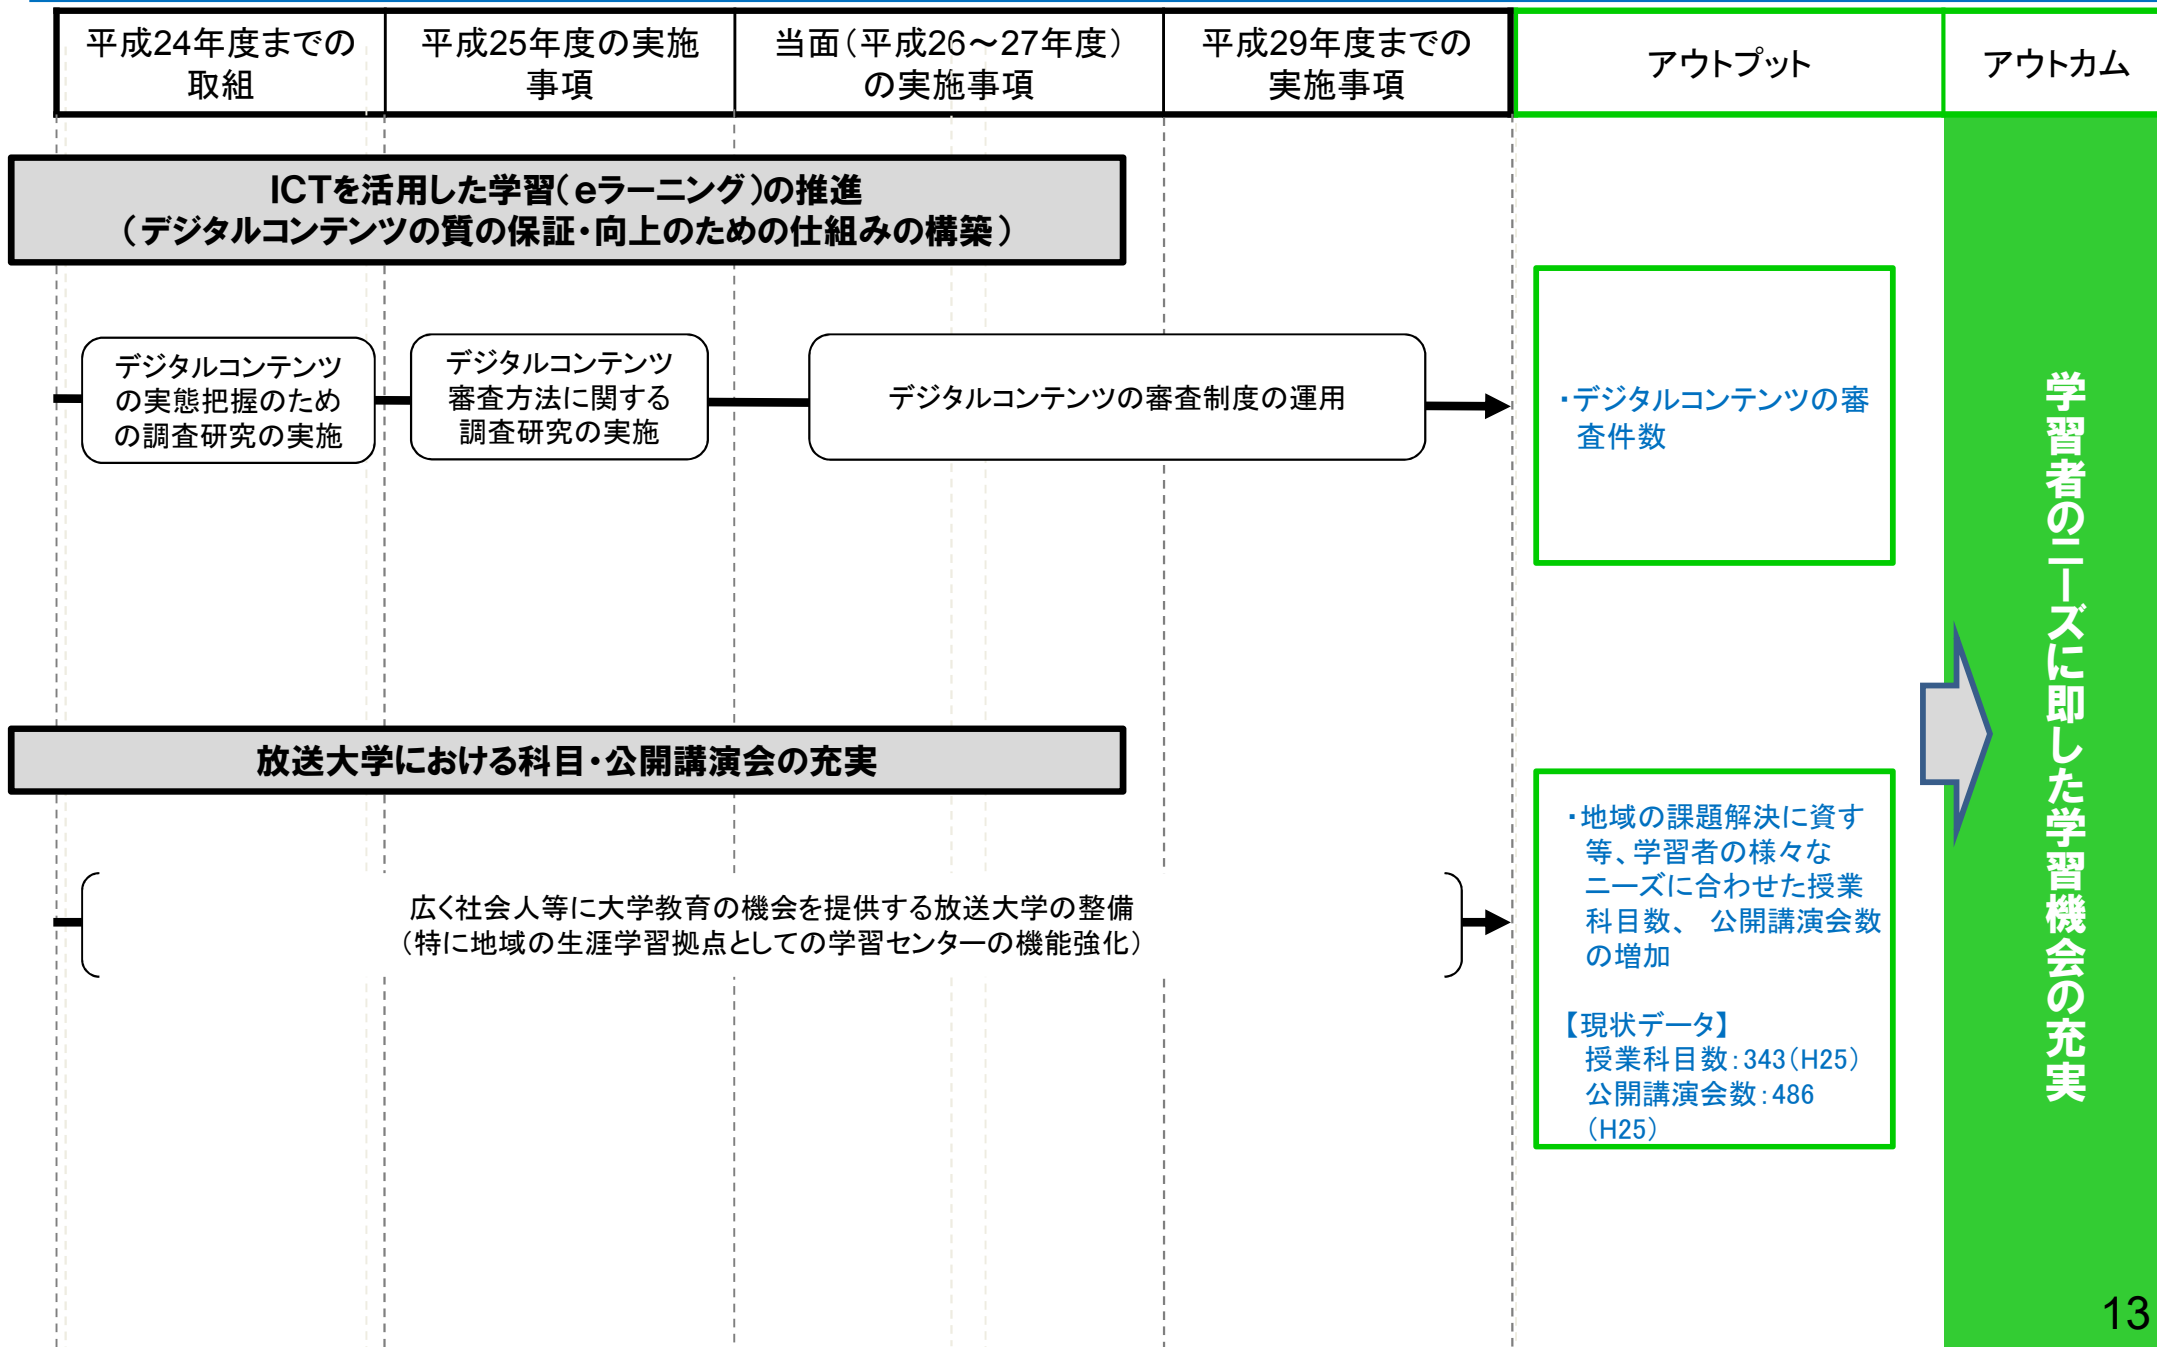 平成24年度までの
取組
平成25年度の実施
事項
当面(平成26～27年度)
の実施事項
平成29年度までの
実施事項
アウトプット
アウトカム
ICTを活用した学習(eラーニング)の推進
(デジタルコンテンツの質の保証・向上のための仕組みの構築)
デジタルコンテンツ
の実態把握のため
の調査研究の実施
デジタルコンテンツ
審査方法に関する
調査研究の実施
デジタルコンテンツの審査制度の運用
・デジタルコンテンツの審
査件数
放送大学における科目・公開講演会の充実
広く社会人等に大学教育の機会を提供する放送大学の整備
(特に地域の生涯学習拠点としての学習センターの機能強化)
・地域の課題解決に資す
等、学習者の様々な
ニーズに合わせた授業
科目数、 公開講演会数
の増加
【現状データ】
授業科目数:343(H25)
公開講演会数:486
(H25)
学習者のニーズに即した学習機会の充実
13